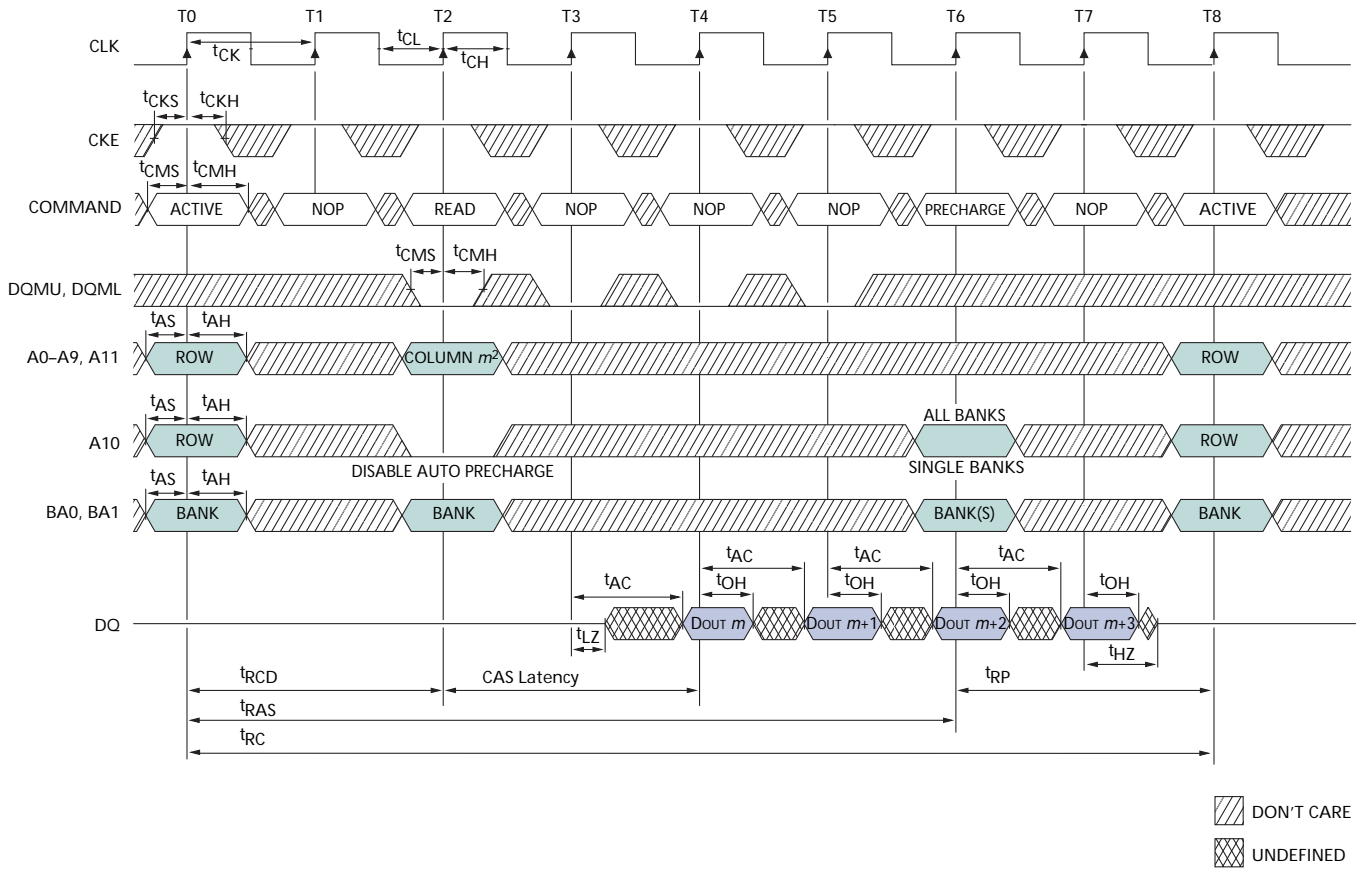 T0 T1 T2 T3 T4 T5 T6 T7 T8
CLK
tCK tCL tCH
tCKS tCKH
CKE
tCMS tCMH
COMMAND ACTIVE NOP READ NOP NOP NOP PRECHARGE NOP ACTIVE
tCMS tCMH
DQMU, DQML
tAS tAH
A0–A9, A11 ROW COLUMN m2 ROW
tAS tAH ALL BANKS
A10 ROW ROW
DISABLE AUTO PRECHARGE SINGLE BANKS
tAS tAH
BA0, BA1 BANK BANK BANK(S) BANK
tAC tAC tAC tAC
tOH tOH tOH tOH
DQ DOUT m DOUT m+1 DOUT m+2 DOUT m+3
tLZ tHZ
tRCD CAS Latency tRP
tRAS
tRC
DON'T CARE
UNDEFINED